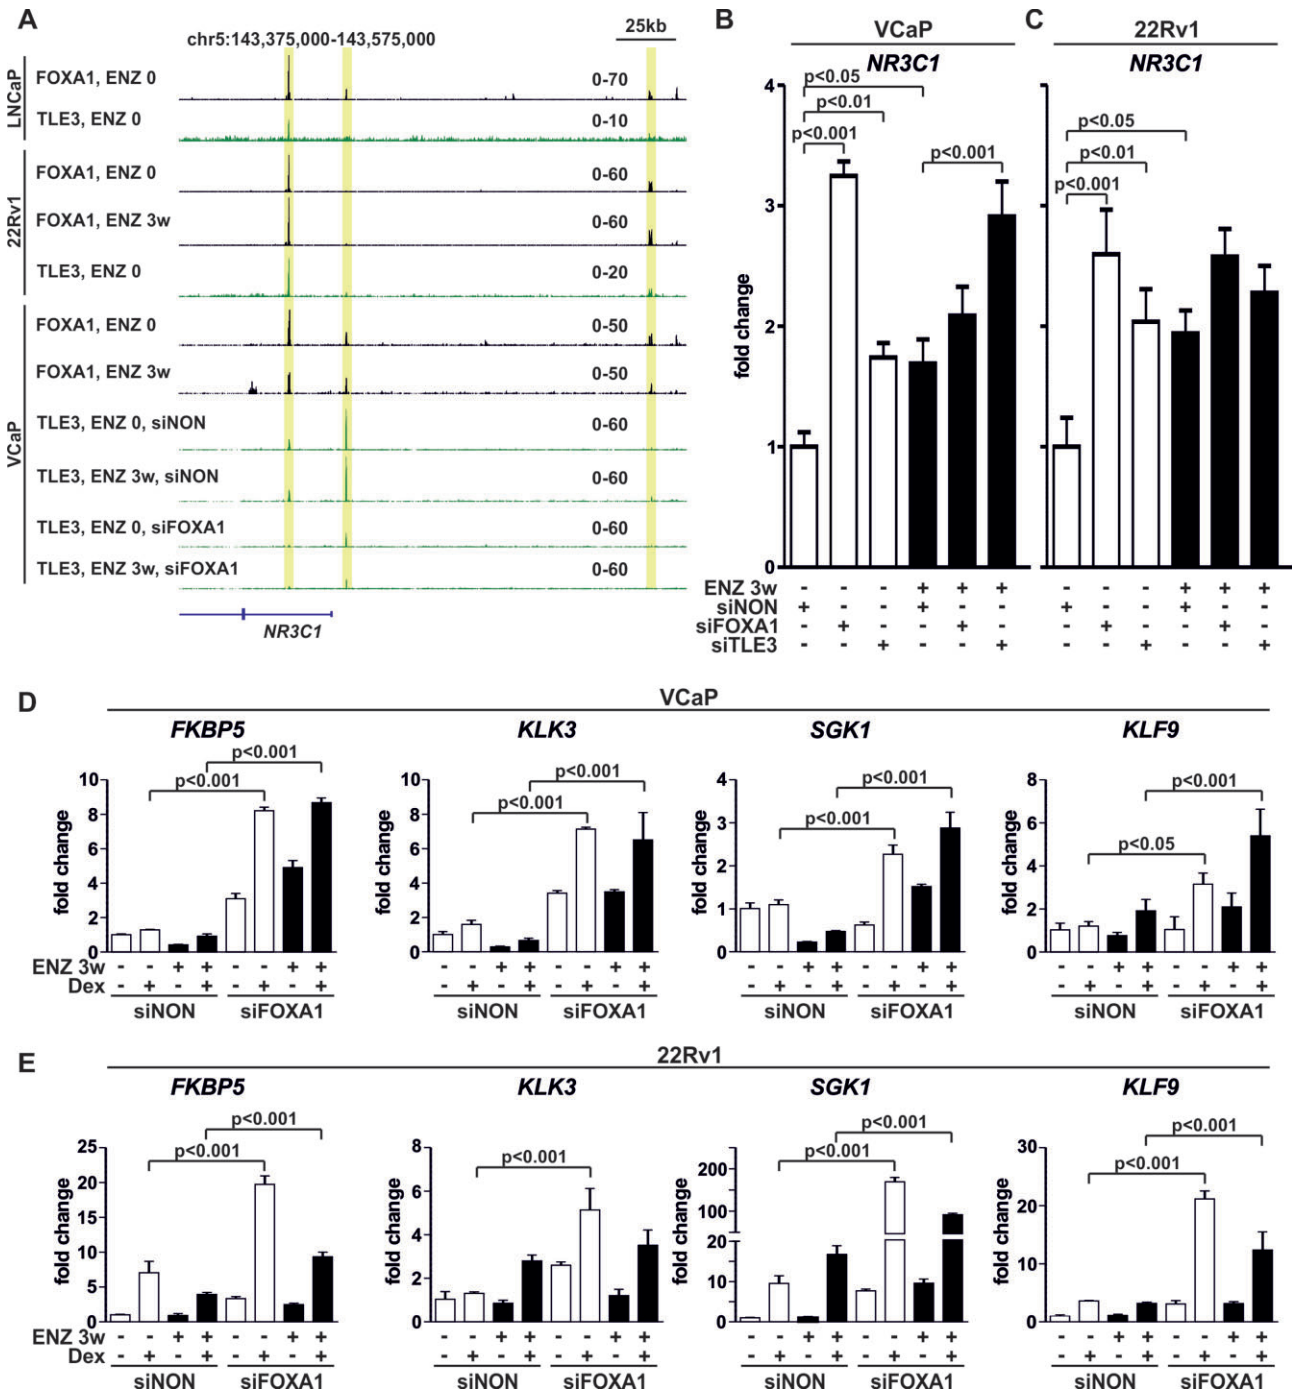 A
chr5:143,375,000-143,575,000
25kb
LNCaP
FOXA1, ENZ 0
0-70
TLE3, ENZ 0
0-10
22Rv1
FOXA1, ENZ 0
0-60
FOXA1, ENZ 3w
0-60
TLE3, ENZ 0
0-20
VCaP
FOXA1, ENZ 0
0-50
FOXA1, ENZ 3w
0-50
TLE3, ENZ 0, siNON
0-60
TLE3, ENZ 3w, siNON
0-60
TLE3, ENZ 0, siFOXA1
0-60
TLE3, ENZ 3w, siFOXA1
0-60
NR3C1
B
VCaP
NR3C1
fold change
4
3
2
1
0
p<0.05
p<0.01
p<0.001
p<0.001
ENZ 3w - - - + + +
siNON + - - + - -
siFOXA1 - + - - + -
siTLE3 - - + - - +
C
22Rv1
NR3C1
p<0.05
p<0.01
p<0.001
- - - + + +
+ - - + - -
- + - - + -
- - + - - +
D
VCaP
FKBP5
p<0.001
p<0.001
fold change
10
8
6
4
2
0
ENZ 3w - - + + - - + +
Dex - + - + - + - +
siNON siFOXA1
KLK3
p<0.001
p<0.001
fold change
10
8
6
4
2
0
- - + + - - + +
- + - + - + - +
siNON siFOXA1
SGK1
p<0.001
p<0.001
fold change
4
3
2
1
0
- - + + - - + +
- + - + - + - +
siNON siFOXA1
KLF9
p<0.001
p<0.05
fold change
8
6
4
2
0
- - + + - - + +
- + - + - + - +
siNON siFOXA1
E
22Rv1
FKBP5
p<0.001
p<0.001
fold change
25
20
15
10
5
0
ENZ 3w - - + + - - + +
Dex - + - + - + - +
siNON siFOXA1
KLK3
p<0.001
fold change
8
6
4
2
0
- - + + - - + +
- + - + - + - +
siNON siFOXA1
SGK1
p<0.001
p<0.001
fold change
200
100
20
10
0
- - + + - - + +
- + - + - + - +
siNON siFOXA1
KLF9
p<0.001
p<0.001
fold change
30
20
10
0
- - + + - - + +
- + - + - + - +
siNON siFOXA1